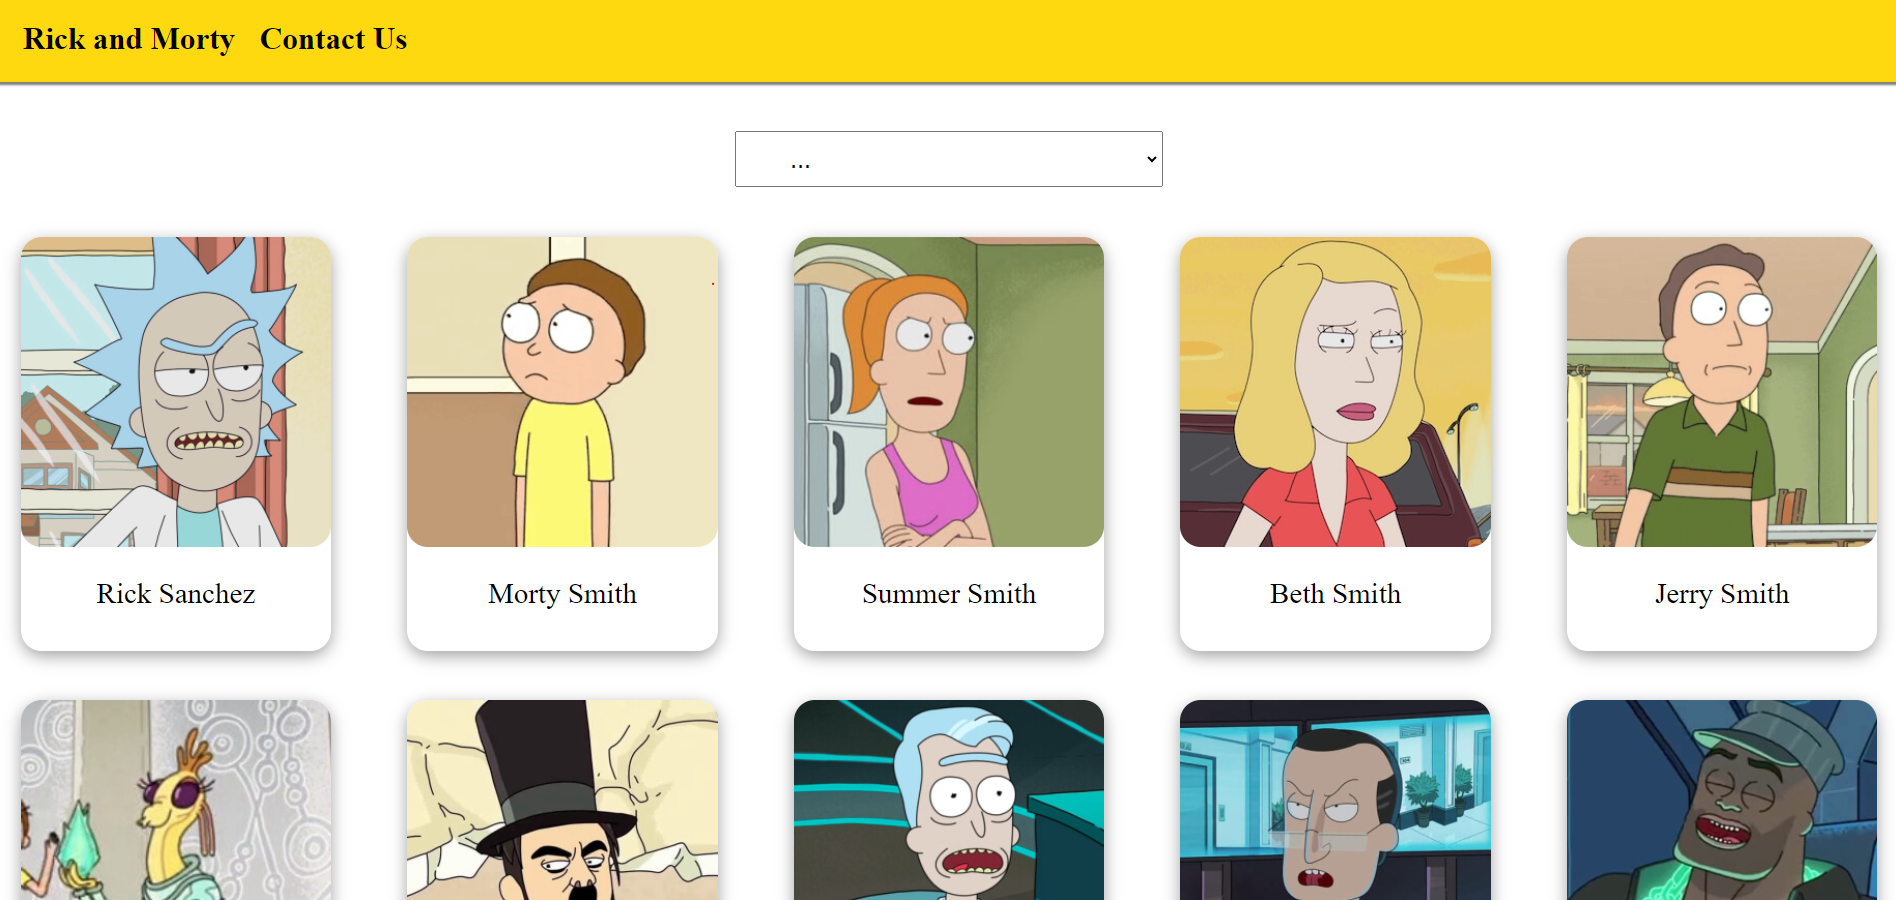 Rick and Morty Contact Us
...
Rick Sanchez
Morty Smith
Summer Smith
Beth Smith
Jerry Smith